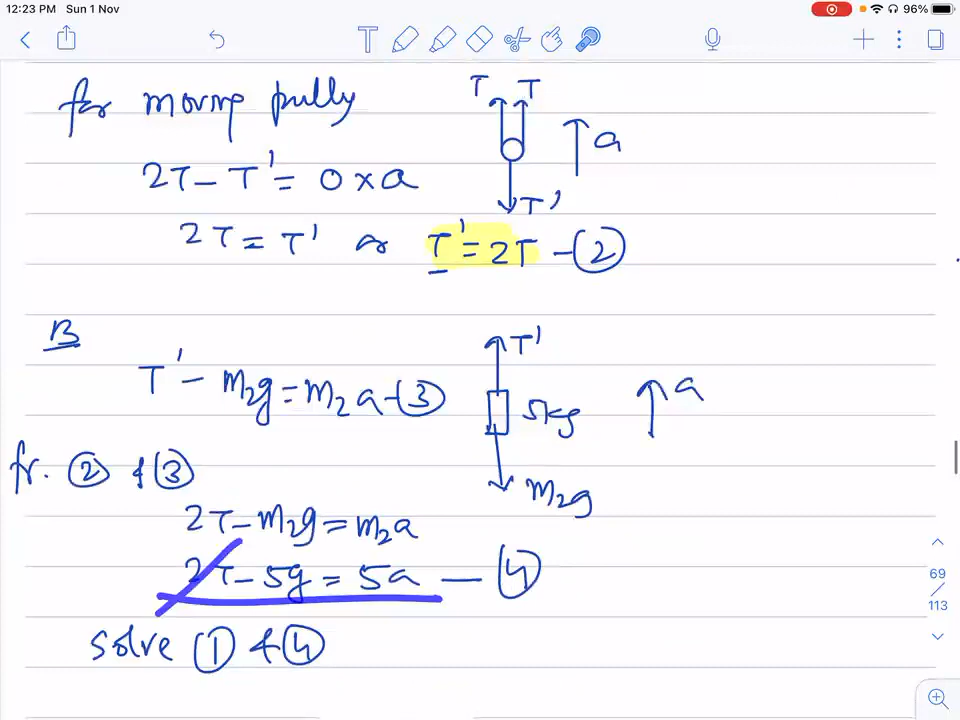 12:23 PM Sun 1 Nov 96%
for moving pully
T T
a
2T - T' = 0 x a
T'
2T = T' or T' = 2T - (2)
B
T'
T' - m2g = m2a - (3)
5kg
a
fr. (2) & (3)
m2g
2T - m2g = m2a
2T - 5g = 5a - (4)
solve (1) & (4)
69
/
113